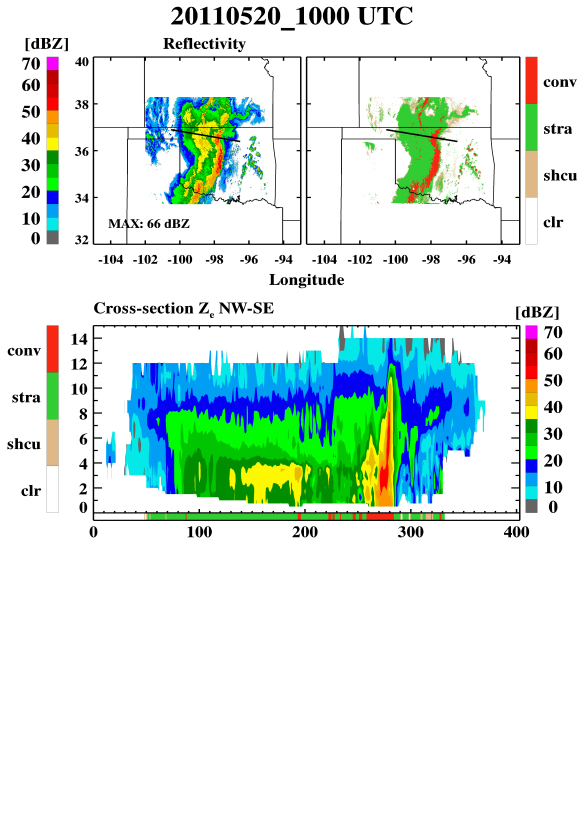 20110520_1000 UTC
[dBZ] Reflectivity
70
60
50
40
30
20
10
0
40
38
36
34
32
MAX: 66 dBZ
-104 -102 -100 -98 -96 -94
-104 -102 -100 -98 -96 -94
conv
stra
shcu
clr
Longitude
Cross-section Ze NW-SE
[dBZ]
conv
stra
shcu
clr
14
12
10
8
6
4
2
0
0 100 200 300 400
70
60
50
40
30
20
10
0